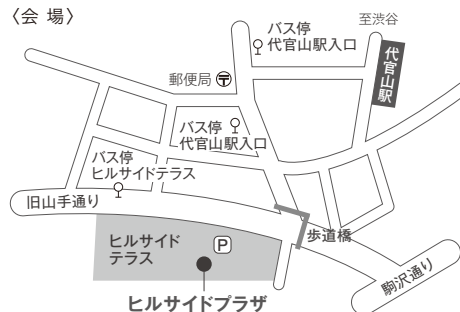 〈会 場〉
至渋谷
バス停
代官山駅入口
代官山駅
郵便局
バス停
代官山駅入口
バス停
ヒルサイドテラス
旧山手通り
歩道橋
ヒルサイド
テラス
P
駒沢通り
ヒルサイドプラザ